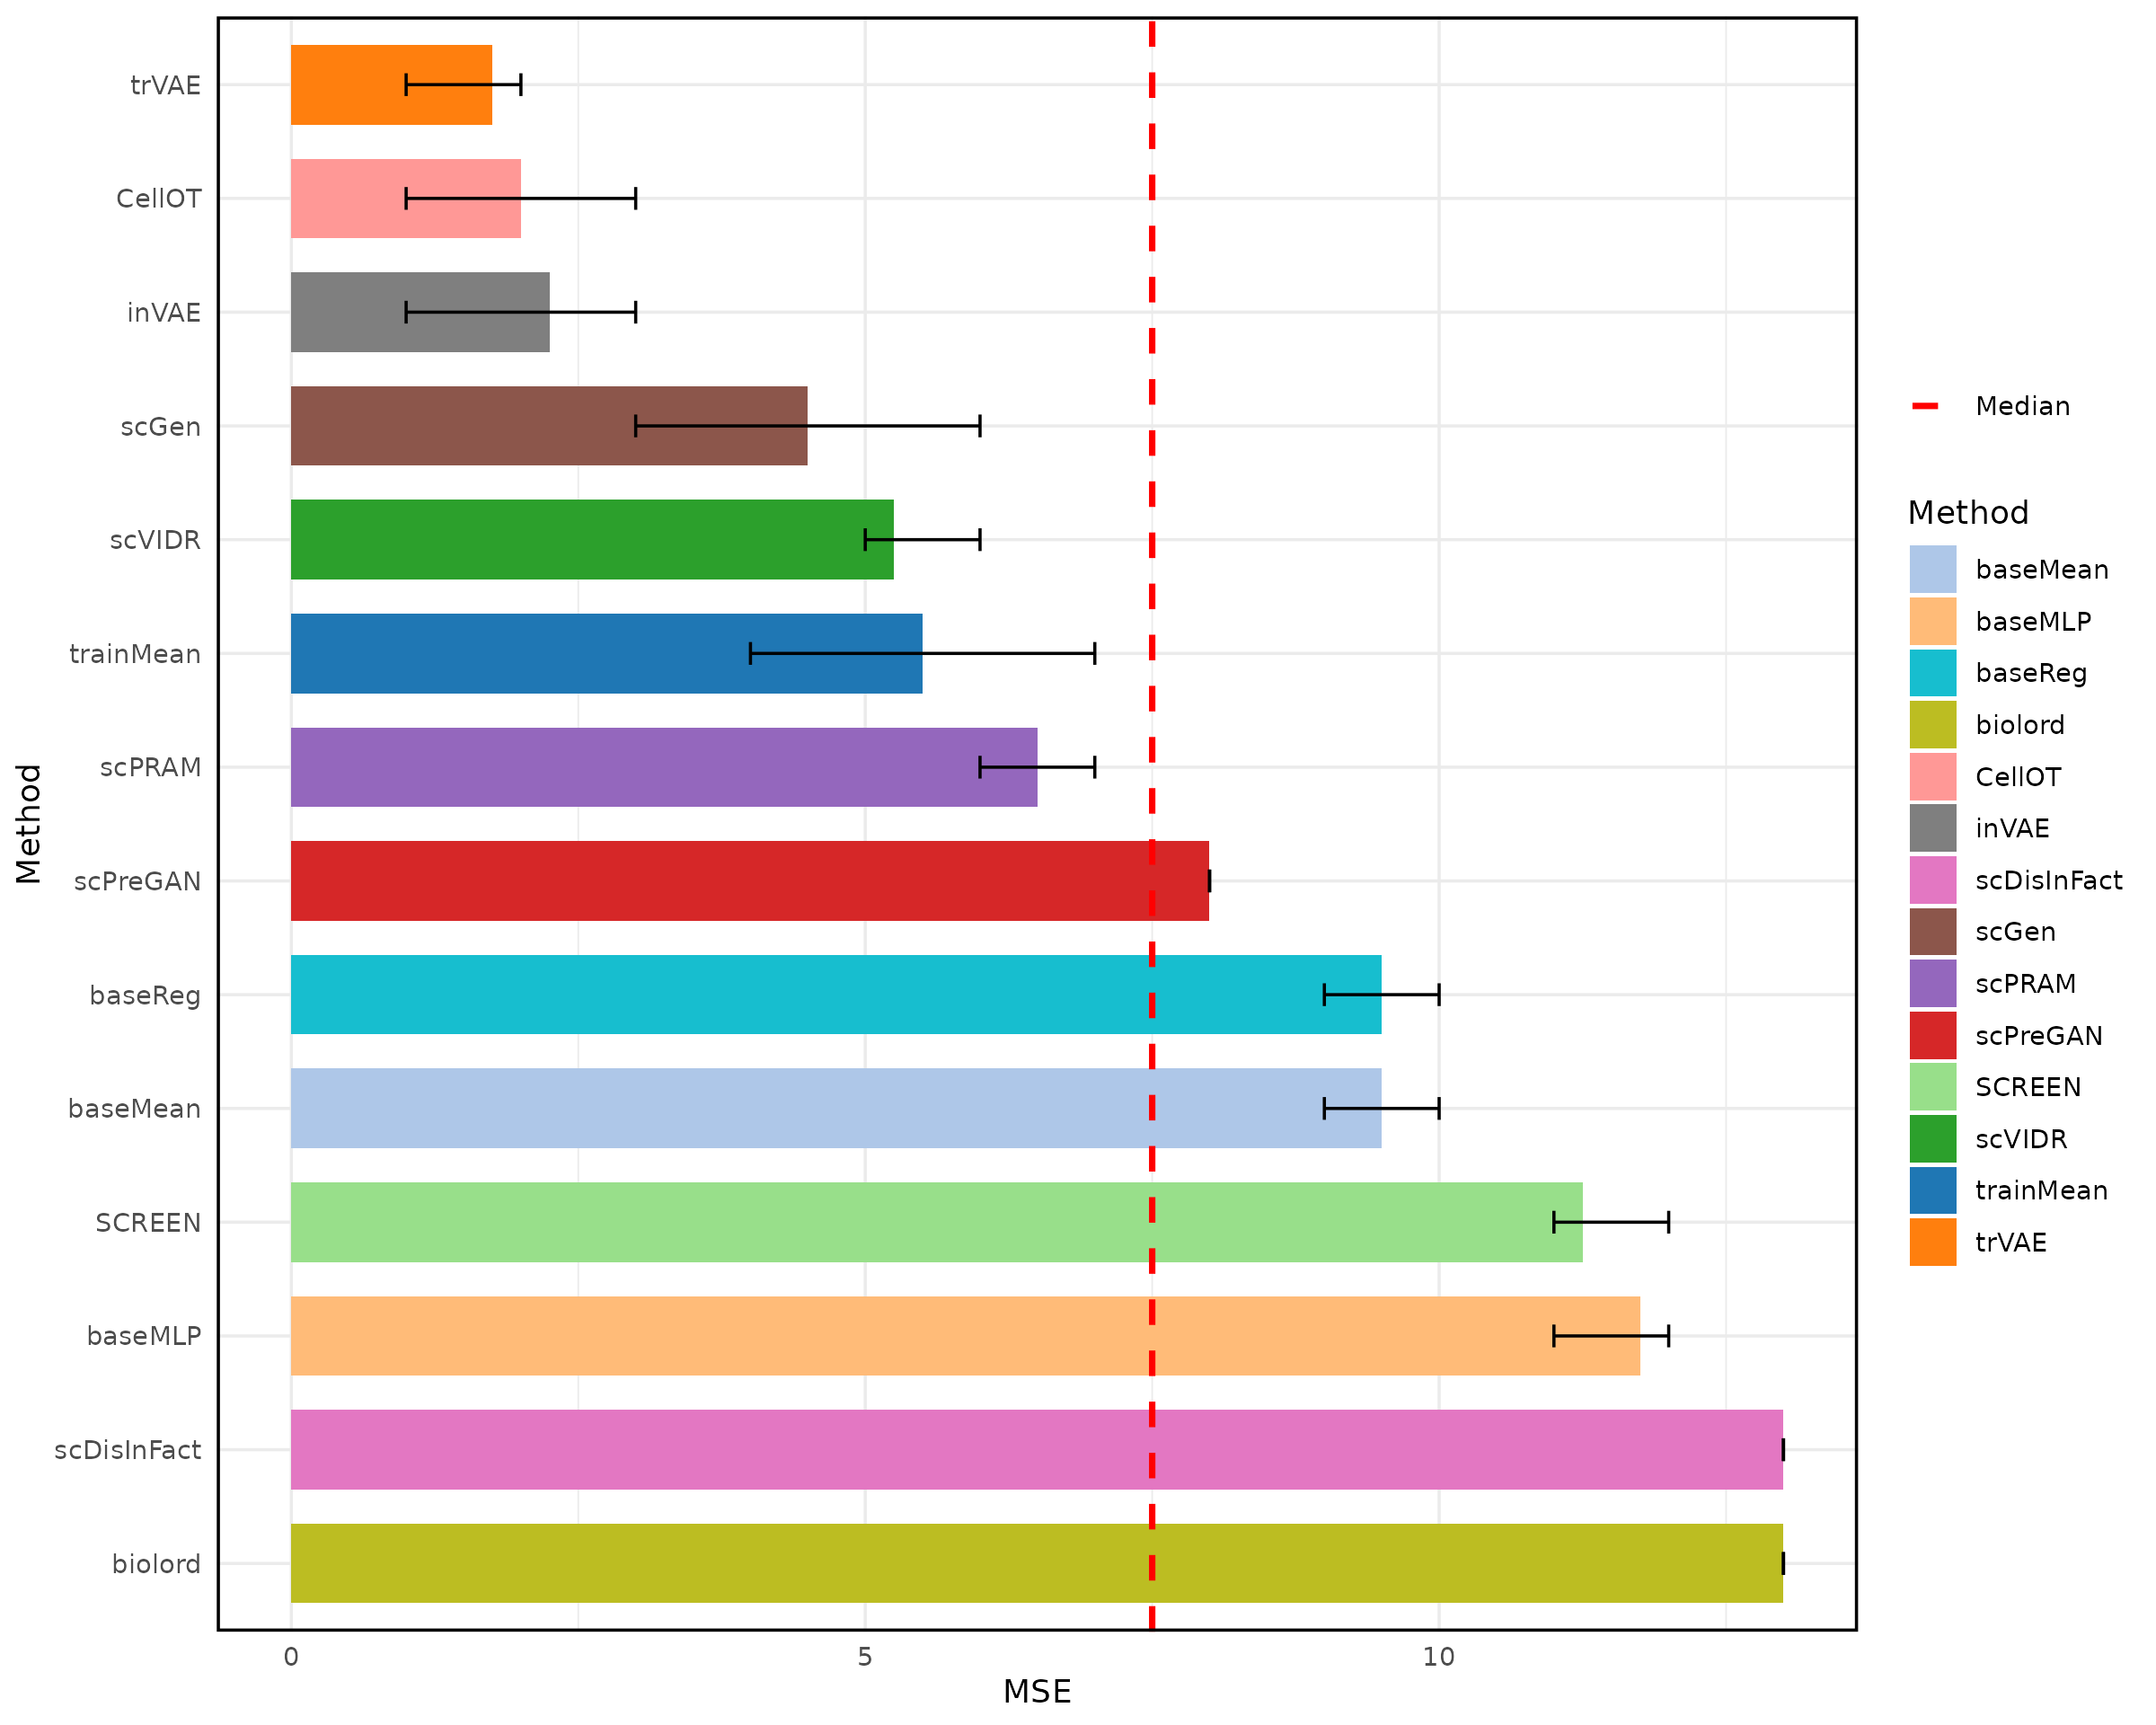 trVAE
CellOT
inVAE
scGen
scVIDR
trainMean
scPRAM
scPreGAN
baseReg
baseMean
SCREEN
baseMLP
scDisInFact
biolord
Method
0 5 10
MSE
Median
Method
baseMean
baseMLP
baseReg
biolord
CellOT
inVAE
scDisInFact
scGen
scPRAM
scPreGAN
SCREEN
scVIDR
trainMean
trVAE